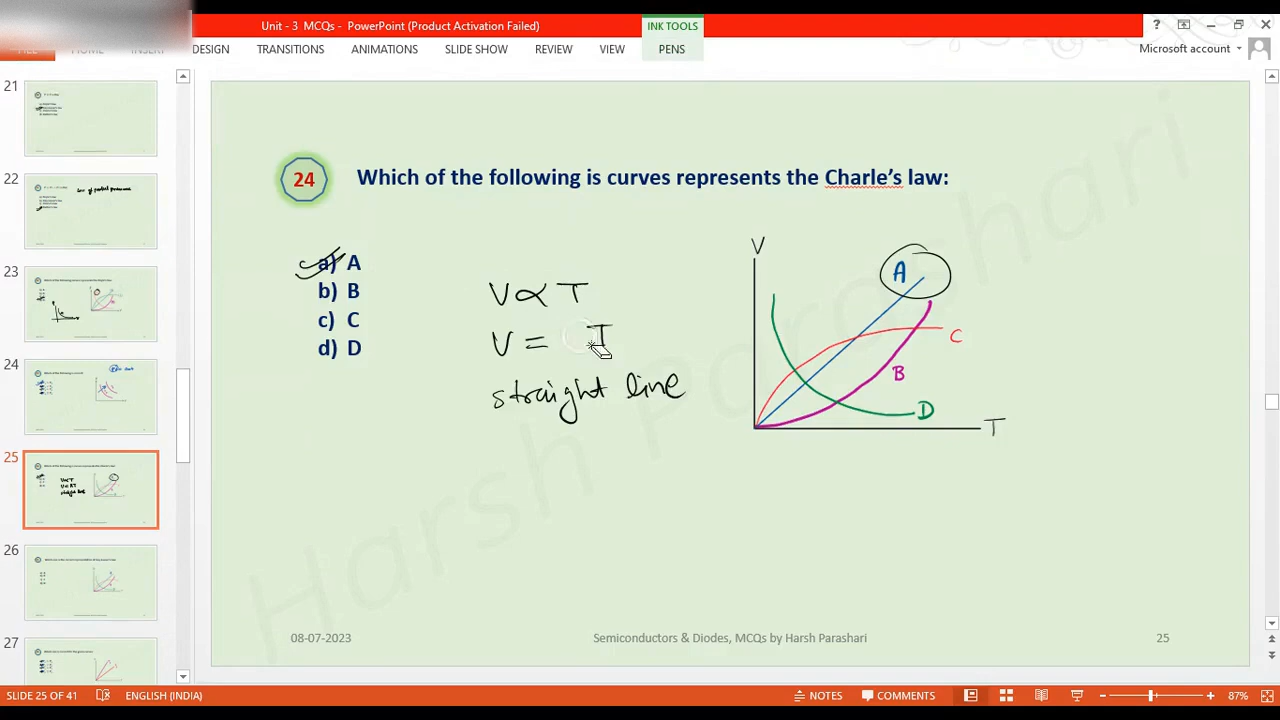 Unit - 3 MCQs - PowerPoint (Product Activation Failed)
INK TOOLS
DESIGN TRANSITIONS ANIMATIONS SLIDE SHOW REVIEW VIEW PENS
Microsoft account
21
22
23
24
25
26
27
24 Which of the following is curves represents the Charle's law:
a) A
b) B
c) C
d) D
V ∝ T
V = T
straight line
V
A
C
B
D
T
Harsh Parashari
08-07-2023 Semiconductors & Diodes, MCQs by Harsh Parashari 25
SLIDE 25 OF 41 ENGLISH (INDIA) NOTES COMMENTS 87%